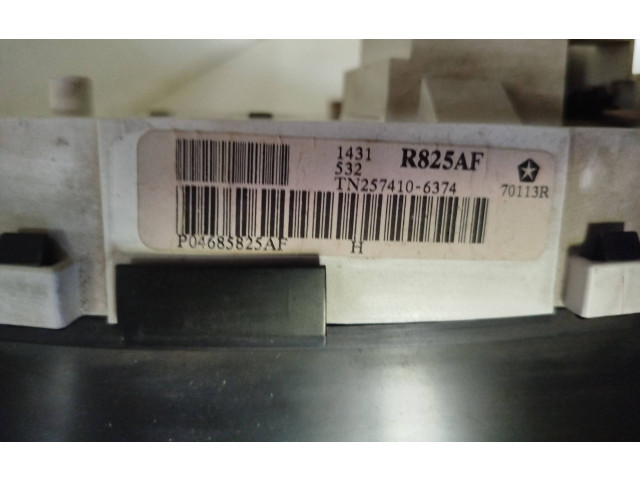 1431 R825AF
532
TN257410-6374 70113R
P04685825AF H